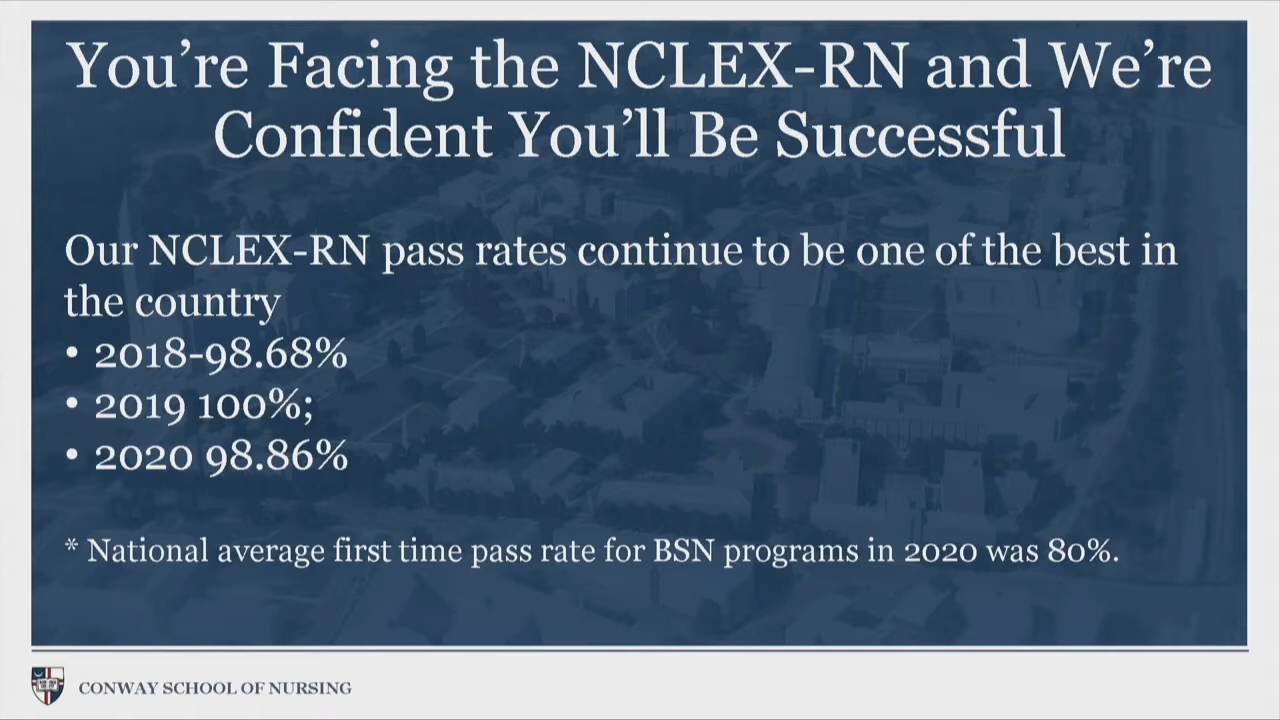 You’re Facing the NCLEX-RN and We’re
Confident You’ll Be Successful
Our NCLEX-RN pass rates continue to be one of the best in
the country
• 2018-98.68%
• 2019 100%;
• 2020 98.86%
* National average first time pass rate for BSN programs in 2020 was 80%.
CONWAY SCHOOL OF NURSING